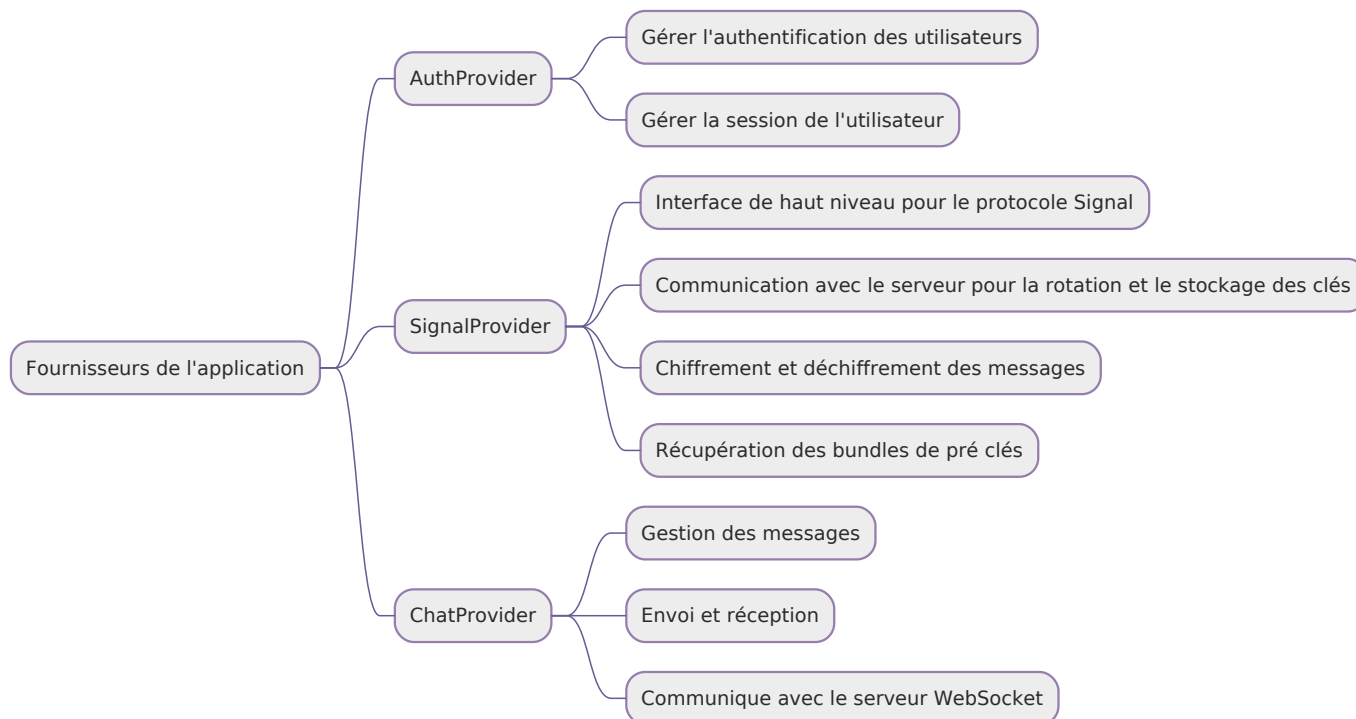 Fournisseurs de l'application
AuthProvider
Gérer l'authentification des utilisateurs
Gérer la session de l'utilisateur
SignalProvider
Interface de haut niveau pour le protocole Signal
Communication avec le serveur pour la rotation et le stockage des clés
Chiffrement et déchiffrement des messages
Récupération des bundles de pré clés
ChatProvider
Gestion des messages
Envoi et réception
Communique avec le serveur WebSocket